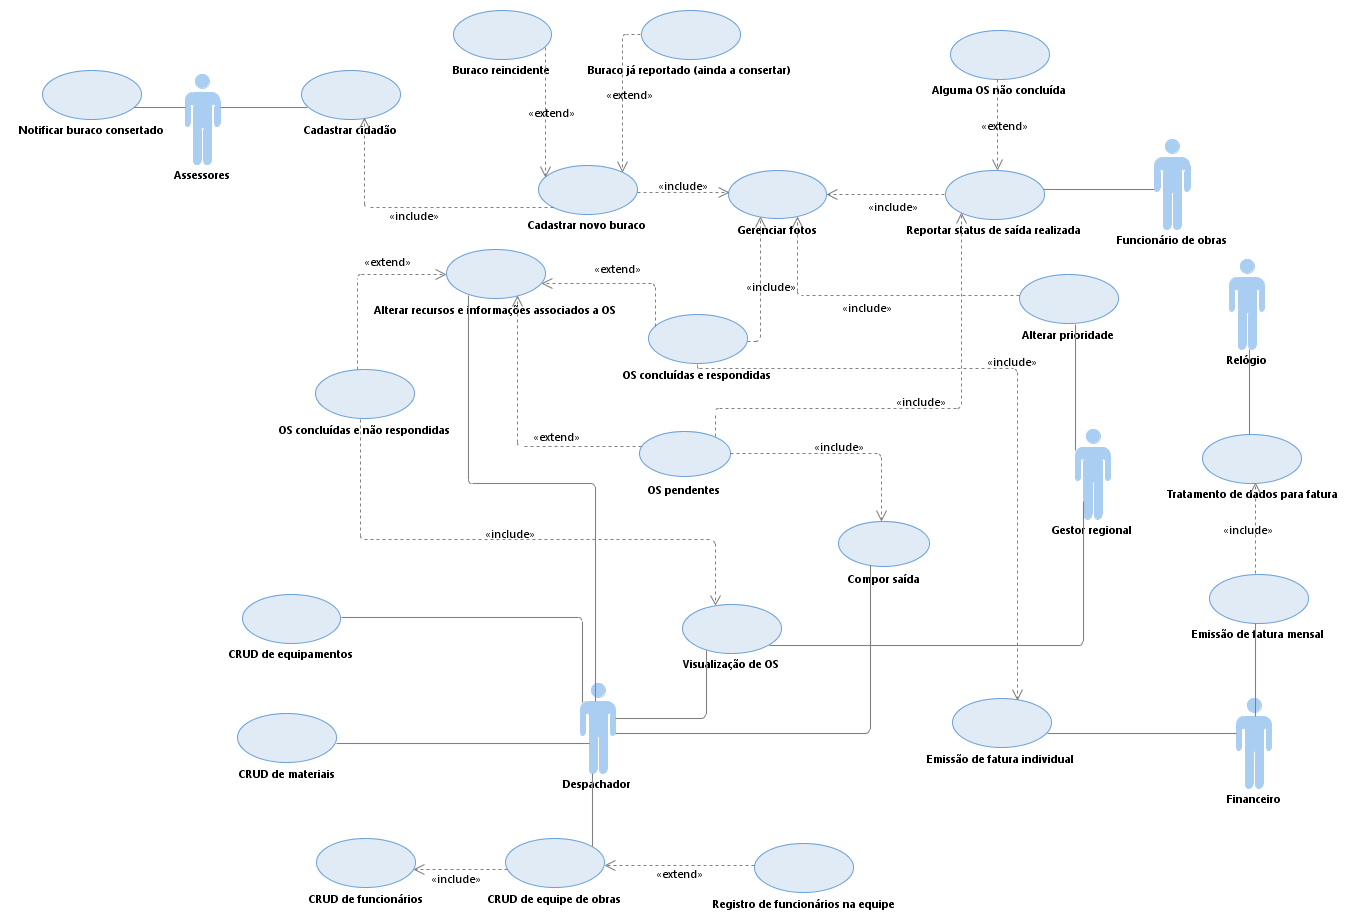 Buraco reincidente
Buraco já reportado (ainda a consertar)
Alguma OS não concluída
«extend»
«extend»
«extend»
Notificar buraco consertado
Cadastrar cidadão
Assessores
«include»
«include»
«include»
Cadastrar novo buraco
Gerenciar fotos
Reportar status de saída realizada
Funcionário de obras
«extend»
«extend»
«include»
«include»
Alterar recursos e informações associados a OS
Alterar prioridade
Relógio
«include»
OS concluídas e respondidas
«include»
OS concluídas e não respondidas
«extend»
«include»
OS pendentes
Tratamento de dados para fatura
«include»
Gestor regional
«include»
Compor saída
Emissão de fatura mensal
CRUD de equipamentos
Visualização de OS
CRUD de materiais
Despachador
Emissão de fatura individual
Financeiro
«include»
«extend»
CRUD de funcionários
CRUD de equipe de obras
Registro de funcionários na equipe